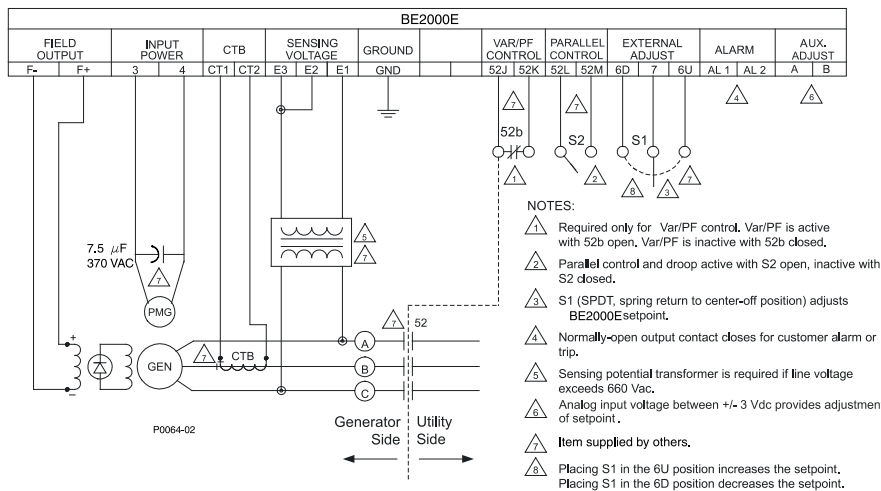 BE2000E
FIELD OUTPUT
INPUT POWER
CTB
SENSING VOLTAGE
GROUND
VAR/PF CONTROL
PARALLEL CONTROL
EXTERNAL ADJUST
ALARM
AUX. ADJUST
F- F+ 3 4 CT1 CT2 E3 E2 E1 GND 52J 52K 52L 52M 6D 7 6U AL 1 AL 2 A B
7 7 4 6
52b S2 S1
1 2 8 3 7
7.5 µF
370 VAC
7
PMG
5
7
+
−
GEN
7
CTB
A
B
C
7
52
Generator Side
Utility Side
P0064-02
NOTES:
1 Required only for Var/PF control. Var/PF is active
with 52b open. Var/PF is inactive with 52b closed.
2 Parallel control and droop active with S2 open, inactive with
S2 closed.
3 S1 (SPDT, spring return to center-off position) adjusts
BE2000E setpoint.
4 Normally-open output contact closes for customer alarm or
trip.
5 Sensing potential transformer is required if line voltage
exceeds 660 Vac.
6 Analog input voltage between +/- 3 Vdc provides adjustmen
of setpoint .
7 Item supplied by others.
8 Placing S1 in the 6U position increases the setpoint.
Placing S1 in the 6D position decreases the setpoint.